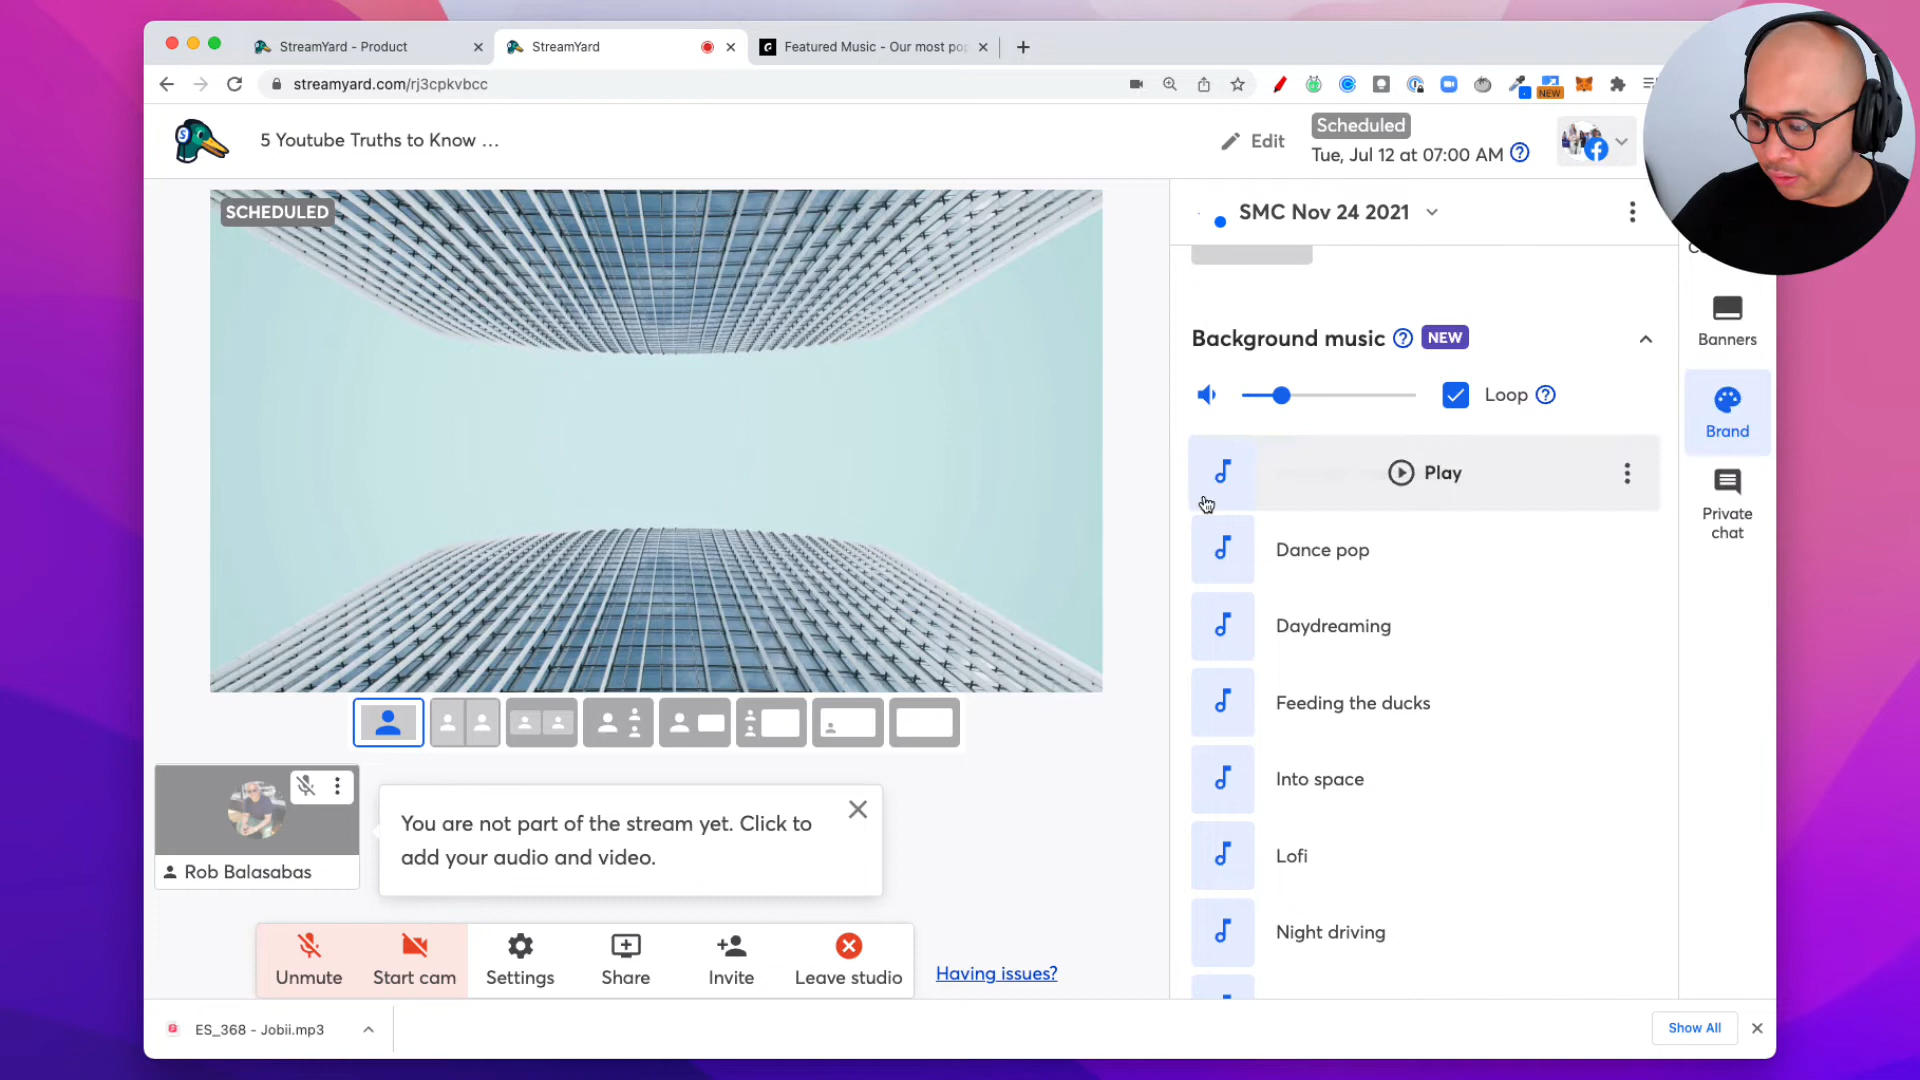 StreamYard - Product
StreamYard
Featured Music - Our most pop
streamyard.com/rj3cpkvbcc
NEW
5 Youtube Truths to Know …
Edit
Scheduled
Tue, Jul 12 at 07:00 AM
SCHEDULED
SMC Nov 24 2021
Background music
NEW
Loop
Play
Dance pop
Daydreaming
Feeding the ducks
Into space
Lofi
Night driving
Banners
Brand
Private
chat
You are not part of the stream yet. Click to
add your audio and video.
Rob Balasabas
Unmute
Start cam
Settings
Share
Invite
Leave studio
Having issues?
ES_368 - Jobii.mp3
Show All